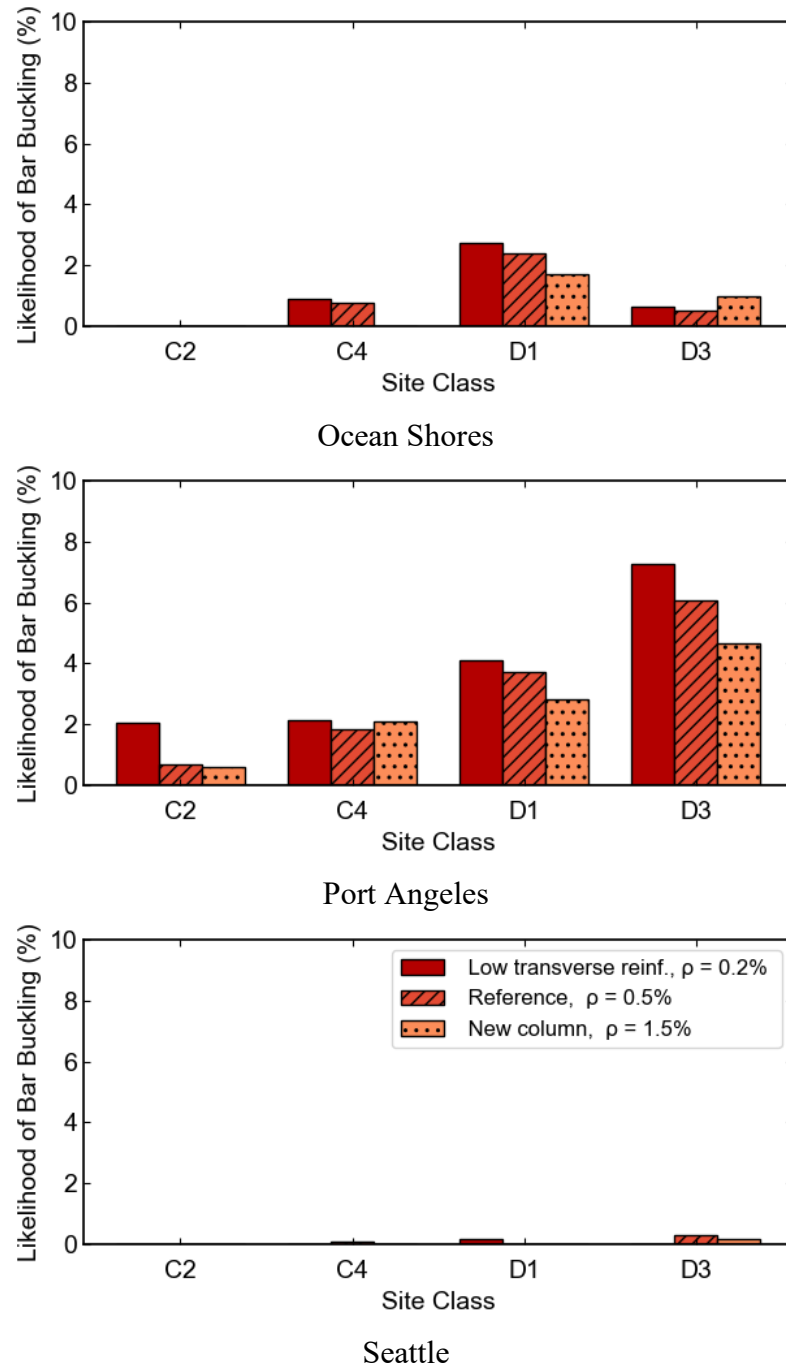 Likelihood of Bar Buckling (%)
10
8
6
4
2
0
C2 C4 D1 D3
Site Class
Ocean Shores
Likelihood of Bar Buckling (%)
10
8
6
4
2
0
C2 C4 D1 D3
Site Class
Port Angeles
Likelihood of Bar Buckling (%)
10
8
6
4
2
0
Low transverse reinf., ρ = 0.2%
Reference, ρ = 0.5%
New column, ρ = 1.5%
C2 C4 D1 D3
Site Class
Seattle